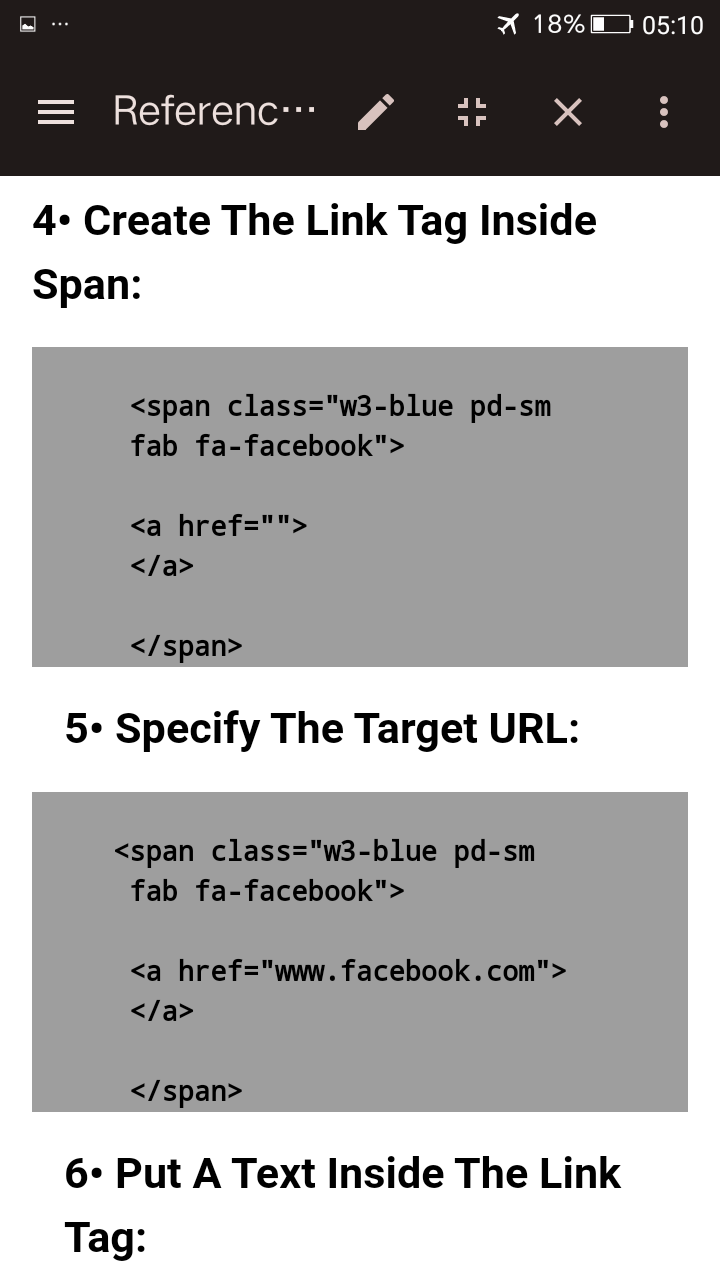 18% 05:10
Referenc...
4• Create The Link Tag Inside
Span:
<span class="w3-blue pd-sm
fab fa-facebook">
<a href="">
</a>
</span>
5• Specify The Target URL:
<span class="w3-blue pd-sm
fab fa-facebook">
<a href="www.facebook.com">
</a>
</span>
6• Put A Text Inside The Link
Tag: